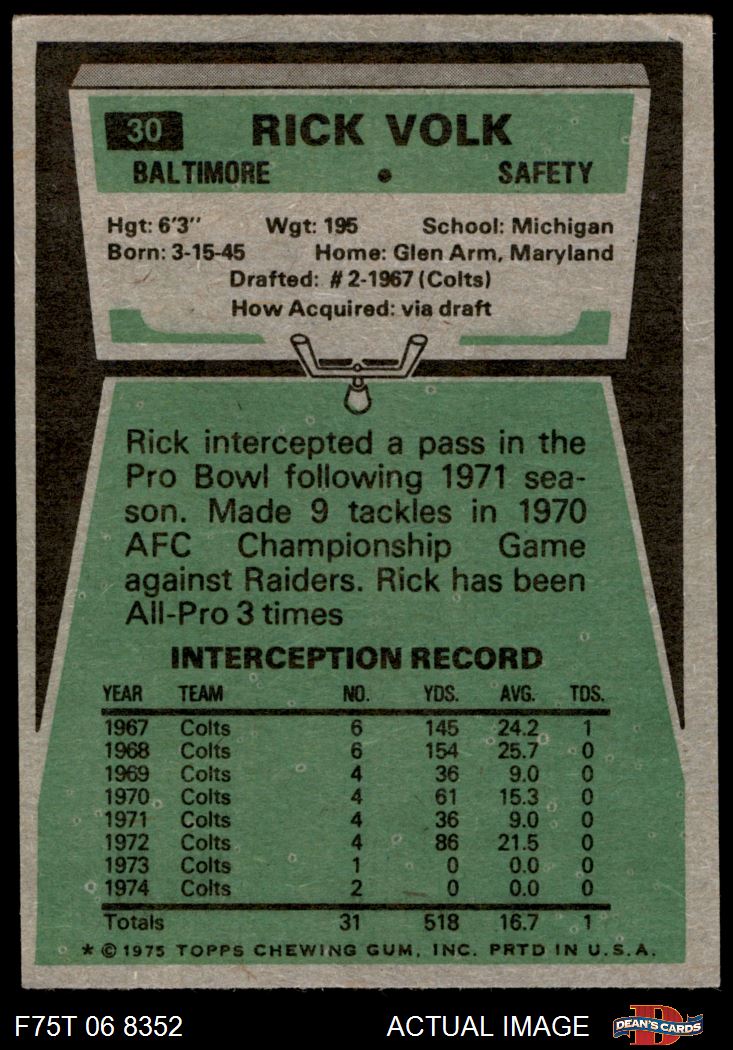 30 RICK VOLK
BALTIMORE • SAFETY
Hgt: 6'3" Wgt: 195 School: Michigan
Born: 3-15-45 Home: Glen Arm, Maryland
Drafted: #2-1967 (Colts)
How Acquired: via draft
Rick intercepted a pass in the
Pro Bowl following 1971 sea-
son. Made 9 tackles in 1970
AFC Championship Game
against Raiders. Rick has been
All-Pro 3 times
INTERCEPTION RECORD
YEAR TEAM NO. YDS. AVG. TDS.
1967 Colts 6 145 24.2 1
1968 Colts 6 154 25.7 0
1969 Colts 4 36 9.0 0
1970 Colts 4 61 15.3 0
1971 Colts 4 36 9.0 0
1972 Colts 4 86 21.5 0
1973 Colts 1 0 0.0 0
1974 Colts 2 0 0.0 0
Totals 31 518 16.7 1
* © 1975 TOPPS CHEWING GUM, INC. PRTD IN U.S.A.
F75T 06 8352 ACTUAL IMAGE D DEAN'S CARDS